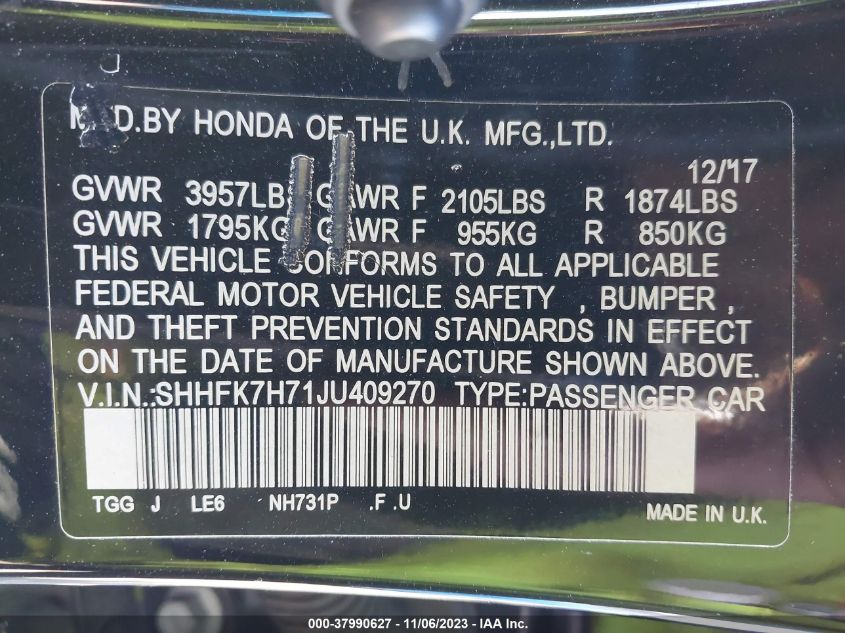 MFD.BY HONDA OF THE U.K. MFG.,LTD.
12/17
GVWR 3957LBS GAWR F 2105LBS R 1874LBS
GVWR 1795KG GAWR F 955KG R 850KG
THIS VEHICLE CONFORMS TO ALL APPLICABLE
FEDERAL MOTOR VEHICLE SAFETY , BUMPER ,
AND THEFT PREVENTION STANDARDS IN EFFECT
ON THE DATE OF MANUFACTURE SHOWN ABOVE.
V.I.N.:SHHFK7H71JU409270 TYPE:PASSENGER CAR
TGG J LE6 NH731P .F .U
MADE IN U.K.
000-37990627 - 11/06/2023 - IAA Inc.